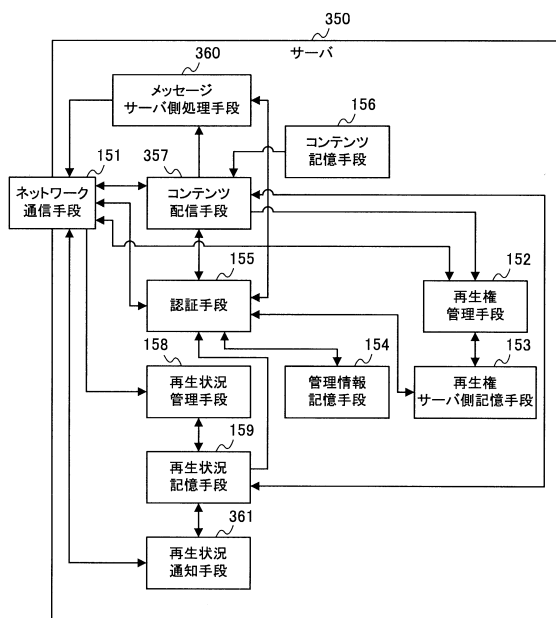 350
サーバ
360
メッセージ
サーバ側処理手段
156
コンテンツ
記憶手段
151
ネットワーク
通信手段
357
コンテンツ
配信手段
155
認証手段
152
再生権
管理手段
158
再生状況
管理手段
154
管理情報
記憶手段
153
再生権
サーバ側記憶手段
159
再生状況
記憶手段
361
再生状況
通知手段